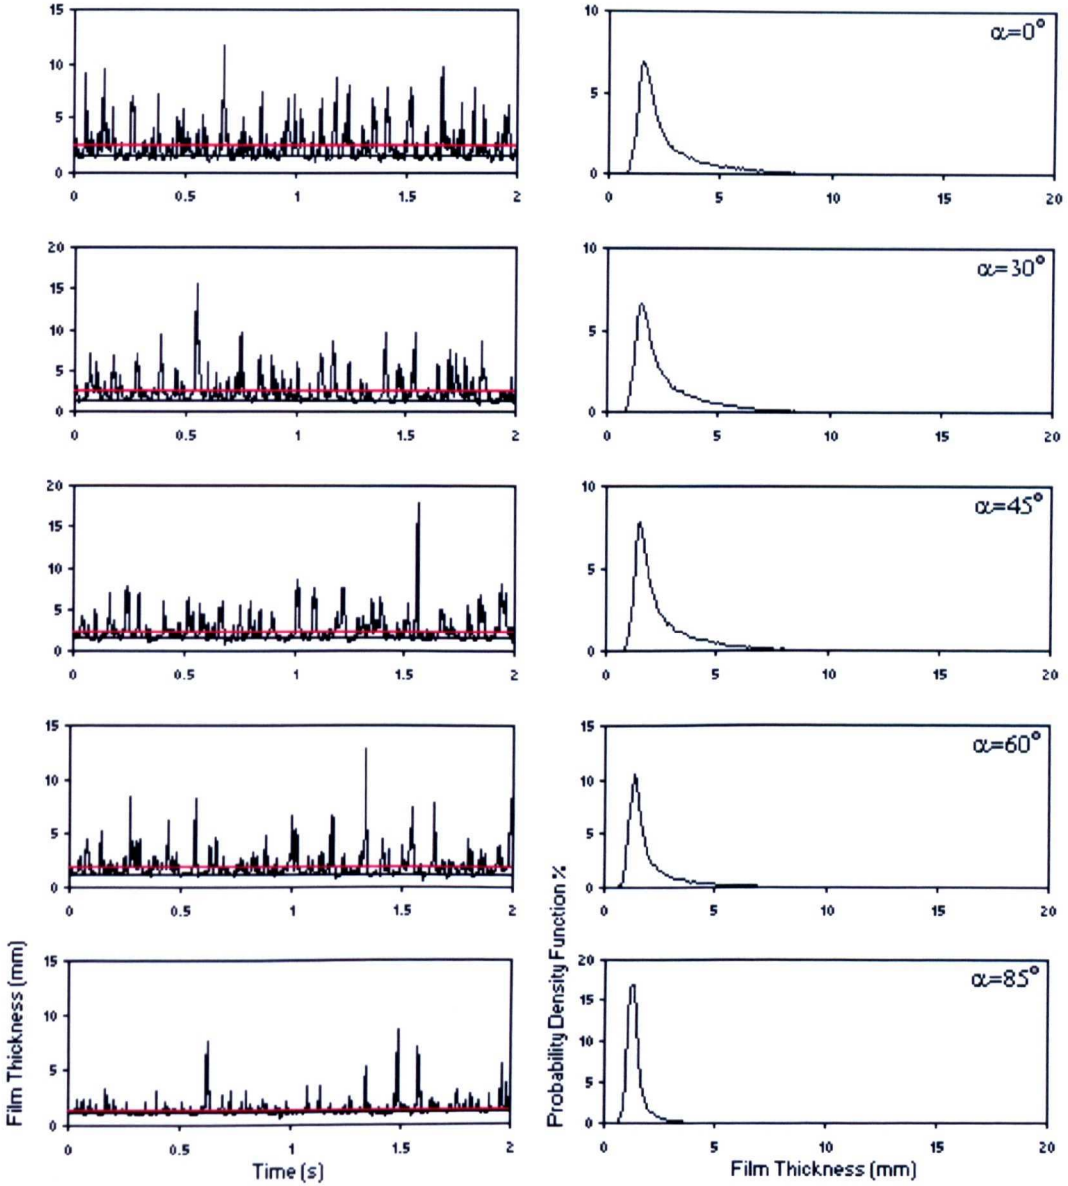 15 10 5 0
0 0.5 1 1.5 2
10 5 0
α=0°
0 5 10 15 20
20 15 10 5 0
0 0.5 1 1.5 2
10 5 0
α=30°
0 5 10 15 20
20 15 10 5 0
0 0.5 1 1.5 2
10 5 0
α=45°
0 5 10 15 20
15 10 5 0
0 0.5 1 1.5 2
15 10 5 0
α=60°
0 5 10 15 20
15 10 5 0
0 0.5 1 1.5 2
20 15 10 5 0
α=85°
0 5 10 15 20
Film Thickness (mm)
Time (s)
Probability Density Function %
Film Thickness (mm)